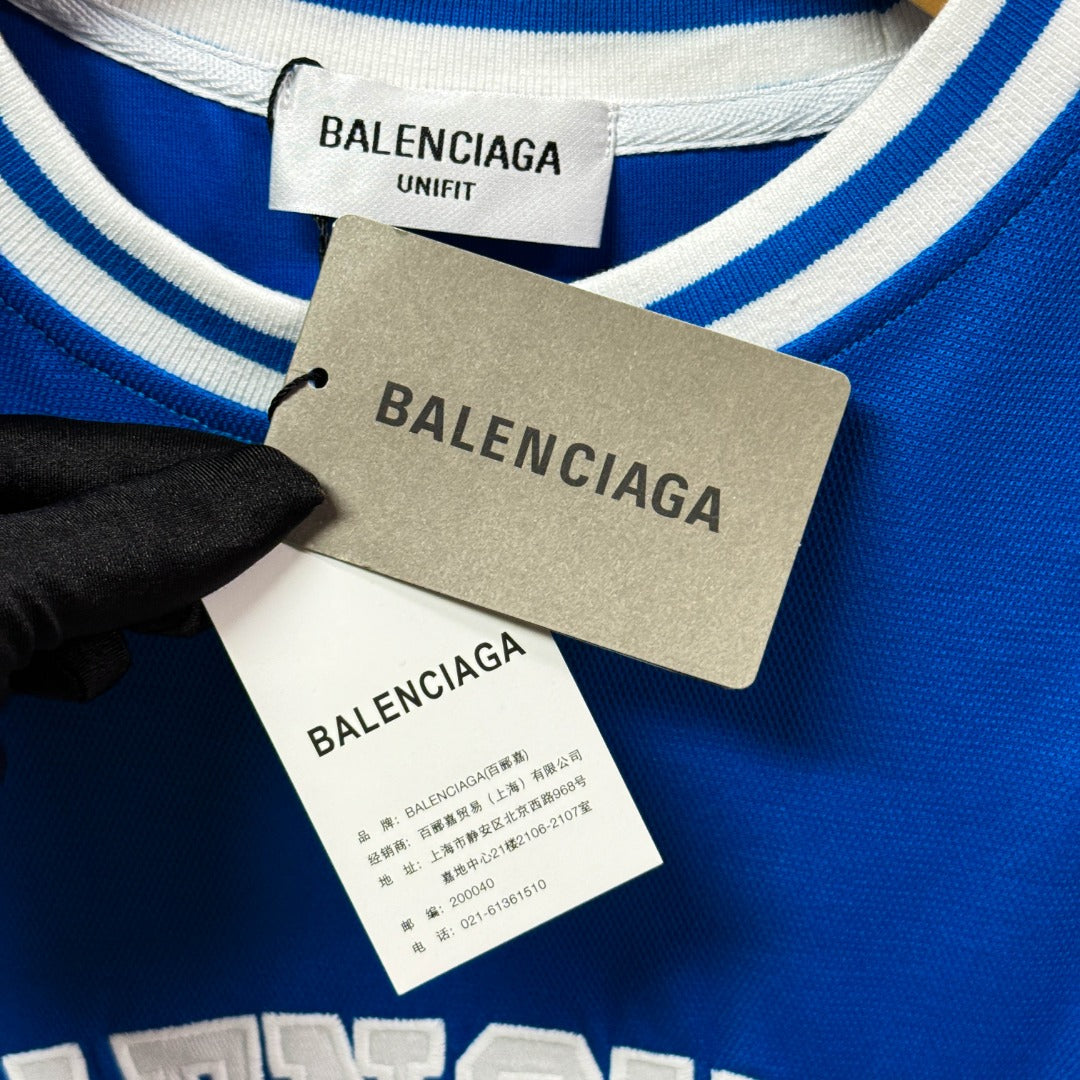 BALENCIAGA
UNIFIT
BALENCIAGA
BALENCIAGA
品 牌：BALENCIAGA(百郦嘉)
经销商：百郦嘉贸易（上海）有限公司
地 址：上海市静安区北京西路968号
嘉地中心21楼2106-2107室
邮 编：200040
电 话：021-61361510